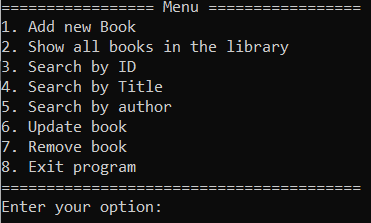 ================= Menu =================
1. Add new Book
2. Show all books in the library
3. Search by ID
4. Search by Title
5. Search by author
6. Update book
7. Remove book
8. Exit program
========================================
Enter your option: